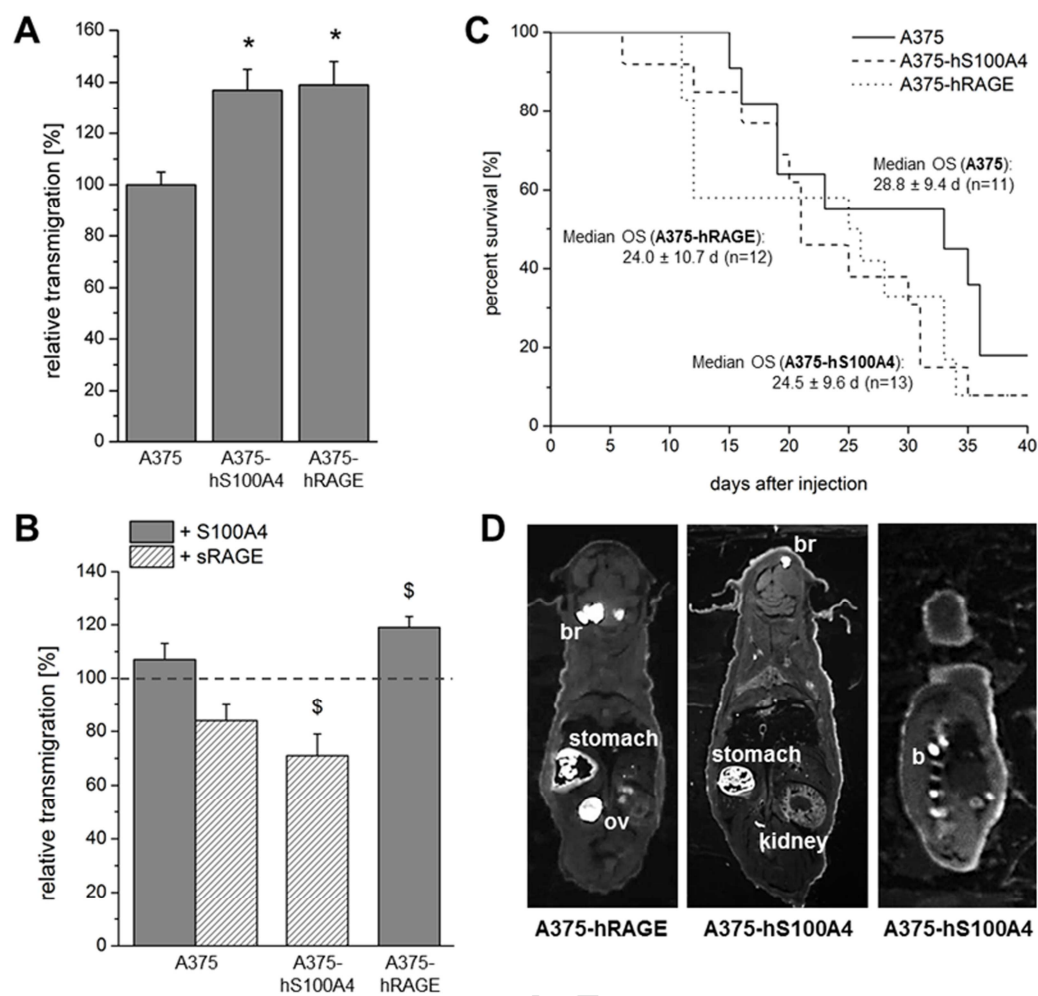 A
160
140
120
100
80
60
40
20
0
relative transmigration [%]
* *
A375
A375-
hS100A4
A375-
hRAGE
B
+ S100A4
+ sRAGE
140
120
100
80
60
40
20
0
relative transmigration [%]
$
$
A375
A375-
hS100A4
A375-
hRAGE
C
100
80
60
40
20
0
percent survival [%]
A375
A375-hS100A4
A375-hRAGE
Median OS (A375):
28.8 ± 9.4 d (n=11)
Median OS (A375-hRAGE):
24.0 ± 10.7 d (n=12)
Median OS (A375-hS100A4):
24.5 ± 9.6 d (n=13)
0 5 10 15 20 25 30 35 40
days after injection
D
br
stomach
ov
A375-hRAGE
br
stomach
kidney
A375-hS100A4
b
A375-hS100A4